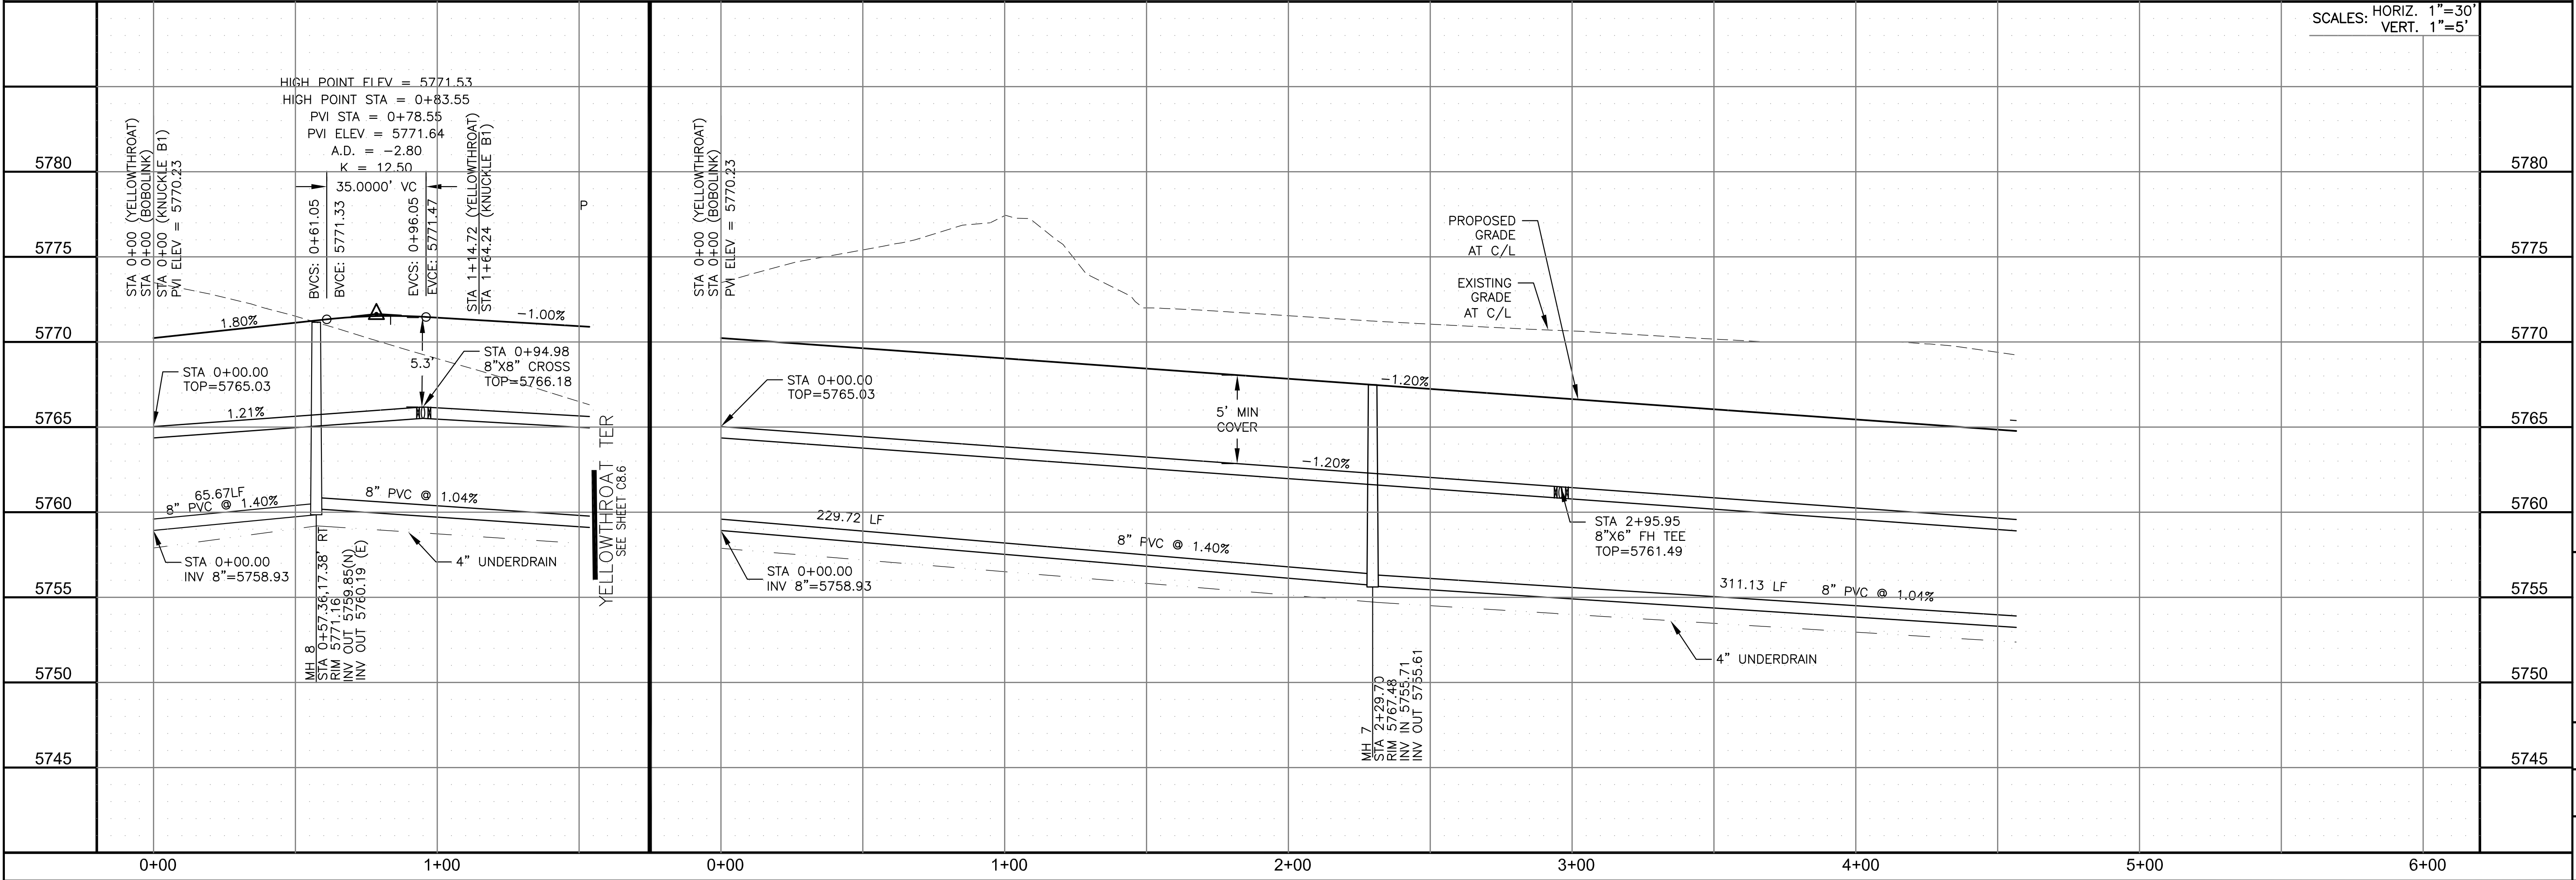 SCALES: HORIZ. 1"=30'
VERT. 1"=5'
HIGH POINT ELEV = 5771.53
HIGH POINT STA = 0+83.55
PVI STA = 0+78.55
PVI ELEV = 5771.64
A.D. = -2.80
K = 12.50
35.0000' VC
STA 0+00 (YELLOWTHROAT)
STA 0+00 (BOBOLINK)
STA 0+00 (KNUCKLE B1)
PVI ELEV = 5770.23
BVCS: 0+61.05
BVCE: 5771.33
EVCS: 0+96.05
EVCE: 5771.47
STA 1+14.72 (YELLOWTHROAT)
STA 1+64.24 (KNUCKLE B1)
P
1.80%
-1.00%
5.3'
STA 0+94.98
8"X8" CROSS
TOP=5766.18
STA 0+00.00
TOP=5765.03
1.21%
65.67LF
8" PVC @ 1.40%
8" PVC @ 1.04%
STA 0+00.00
INV 8"=5758.93
4" UNDERDRAIN
MH 8
STA 0+57.36,17.38' RT
RIM 5771.16
INV OUT 5759.85(N)
INV OUT 5760.19 (E)
YELLOWTHROAT TER
SEE SHEET C8.6
STA 0+00 (YELLOWTHROAT)
STA 0+00 (BOBOLINK)
PVI ELEV = 5770.23
PROPOSED
GRADE
AT C/L
EXISTING
GRADE
AT C/L
STA 0+00.00
TOP=5765.03
5' MIN
COVER
-1.20%
-1.20%
STA 2+95.95
8"X6" FH TEE
TOP=5761.49
229.72 LF
8" PVC @ 1.40%
STA 0+00.00
INV 8"=5758.93
311.13 LF
8" PVC @ 1.04%
4" UNDERDRAIN
MH 7
STA 2+29.70
RIM 5767.48
INV IN 5755.71
INV OUT 5755.61
5780
5775
5770
5765
5760
5755
5750
5745
5780
5775
5770
5765
5760
5755
5750
5745
0+00
1+00
0+00
1+00
2+00
3+00
4+00
5+00
6+00